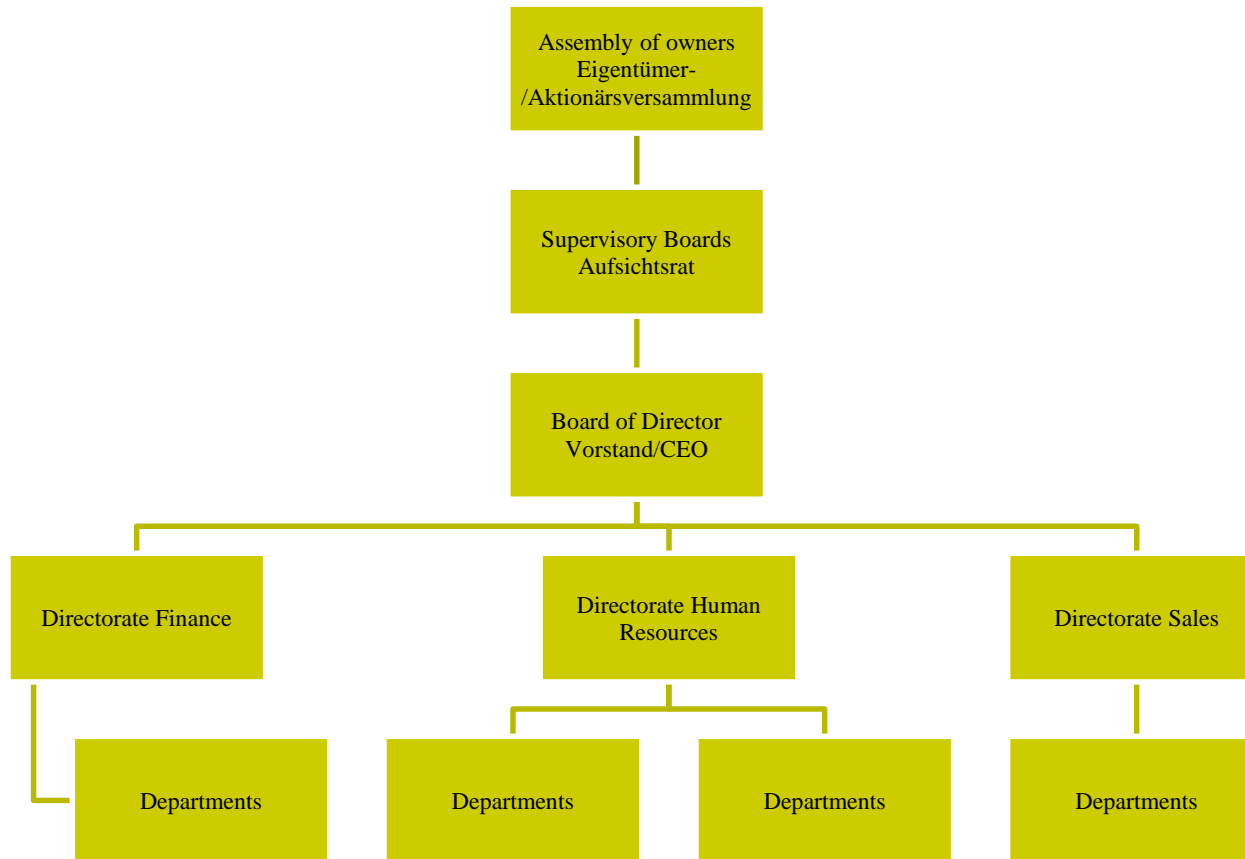 Assembly of owners
Eigentümer-
/Aktionärsversammlung
Supervisory Boards
Aufsichtsrat
Board of Director
Vorstand/CEO
Directorate Finance
Directorate Human
Resources
Directorate Sales
Departments
Departments
Departments
Departments